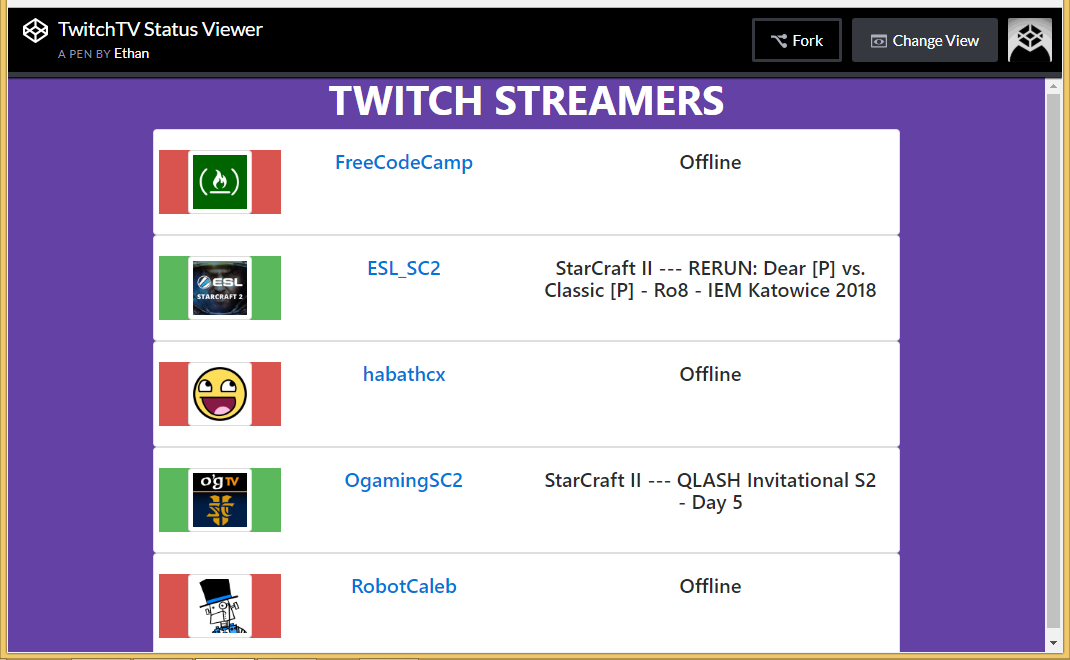 TwitchTV Status Viewer
A PEN BY Ethan
Fork
Change View
TWITCH STREAMERS
FreeCodeCamp
Offline
ESL
STARCRAFT 2
ESL_SC2
StarCraft II --- RERUN: Dear [P] vs.
Classic [P] - Ro8 - IEM Katowice 2018
habathcx
Offline
O'GTV
OgamingSC2
StarCraft II --- QLASH Invitational S2
- Day 5
RobotCaleb
Offline